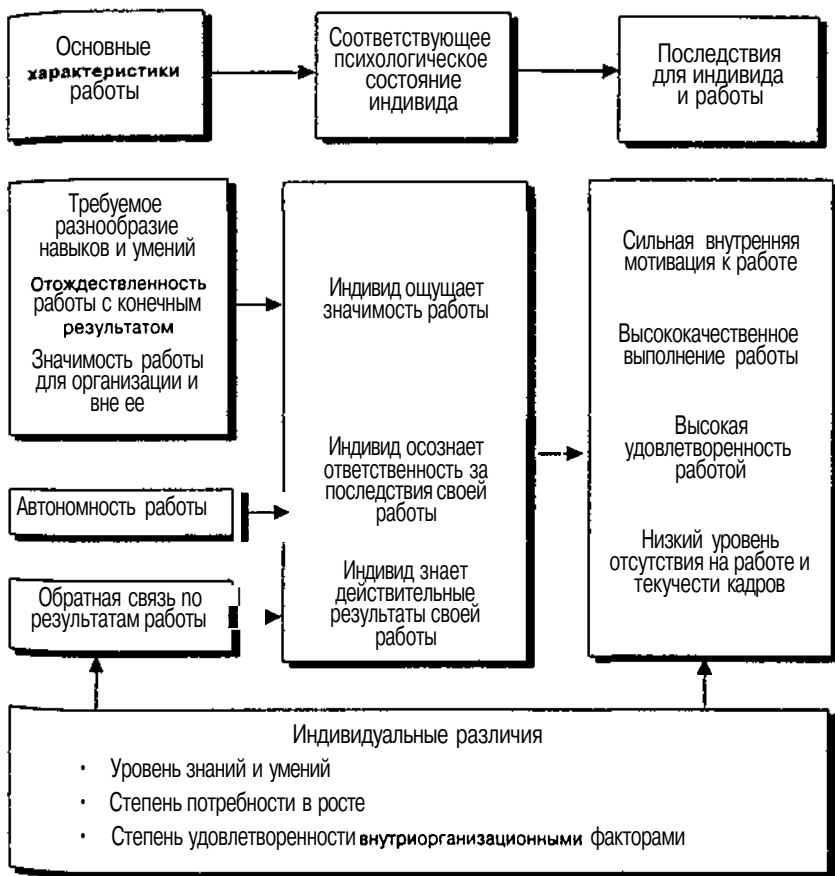 Основные
характеристики
работы
Соответствующее
психологическое
состояние
индивида
Последствия
для индивида
и работы
Требуемое
разнообразие
навыков и умений
Отождествленность
работы с конечным
результатом
Значимость работы
для организации и
вне ее
Автономность работы
Обратная связь по
результатам работы
Индивид ощущает
значимость работы
Индивид осознает
ответственность за
последствия своей
работы
Индивид знает
действительные
результаты своей
работы
Сильная внутренняя
мотивация к работе
Высококачественное
выполнение работы
Высокая
удовлетворенность
работой
Низкий уровень
отсутствия на работе и
текучести кадров
Индивидуальные различия
· Уровень знаний и умений
· Степень потребности в росте
· Степень удовлетворенности внутриорганизационными факторами